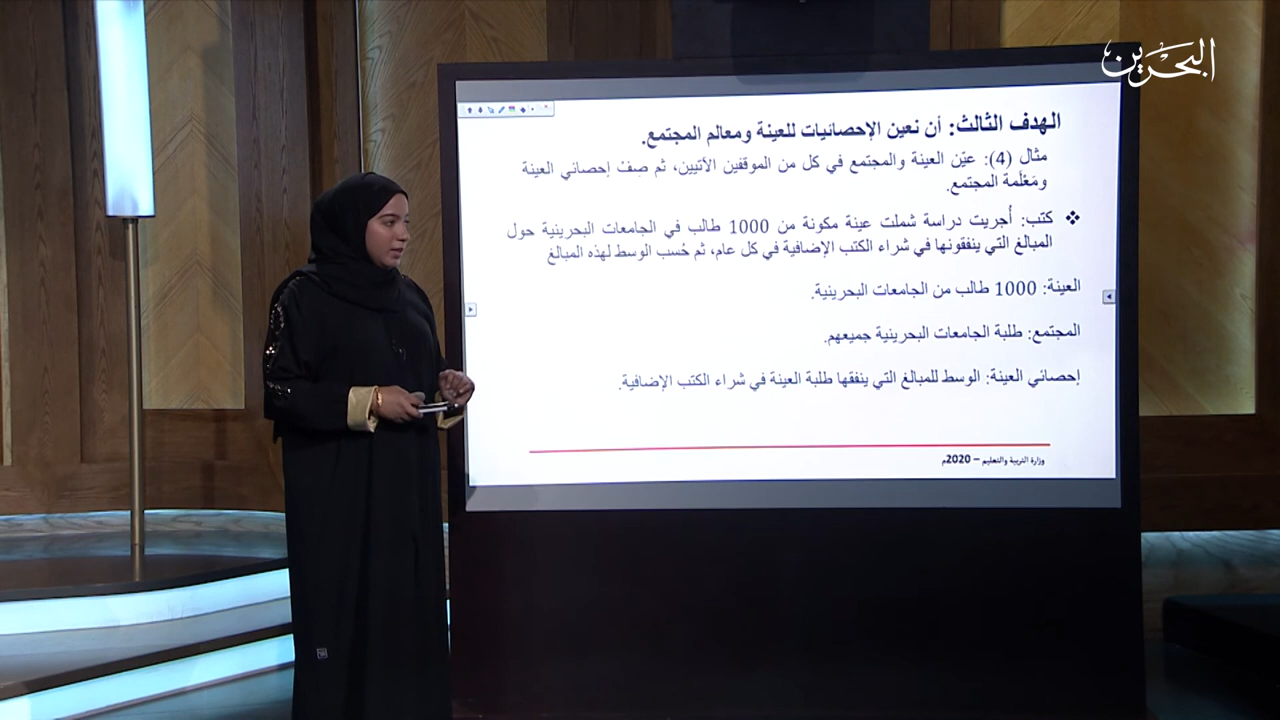 البحرين
الهدف الثالث: أن نعين الإحصائيات للعينة ومعالم المجتمع.
مثال (4): عيّن العينة والمجتمع في كل من الموقفين الآتيين، ثم صِفْ إحصائي العينة
ومَعْلَمة المجتمع.
❖ كتب: أُجريت دراسة شملت عينة مكونة من 1000 طالب في الجامعات البحرينية حول
المبالغ التي ينفقونها في شراء الكتب الإضافية في كل عام، ثم حُسب الوسط لهذه المبالغ
العينة: 1000 طالب من الجامعات البحرينية.
المجتمع: طلبة الجامعات البحرينية جميعهم.
إحصائي العينة: الوسط للمبالغ التي ينفقها طلبة العينة في شراء الكتب الإضافية.
وزارة التربية والتعليم – 2020م